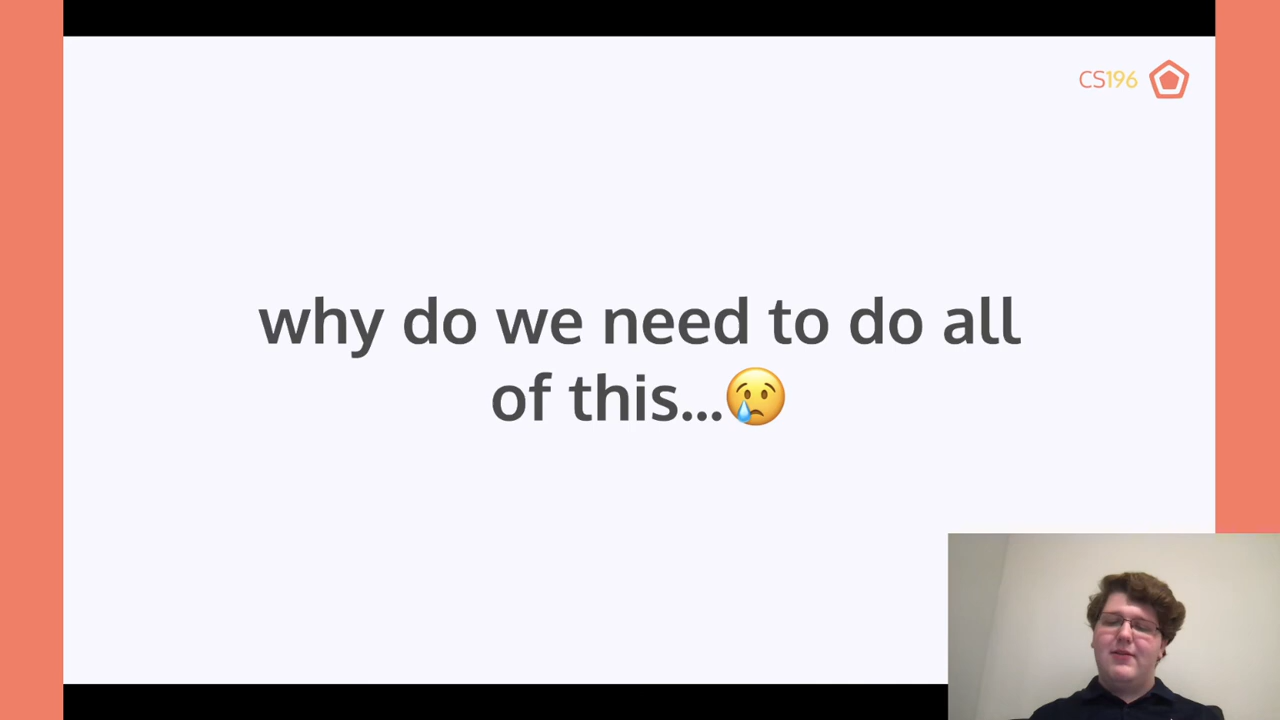 CS196
why do we need to do all
of this...😢